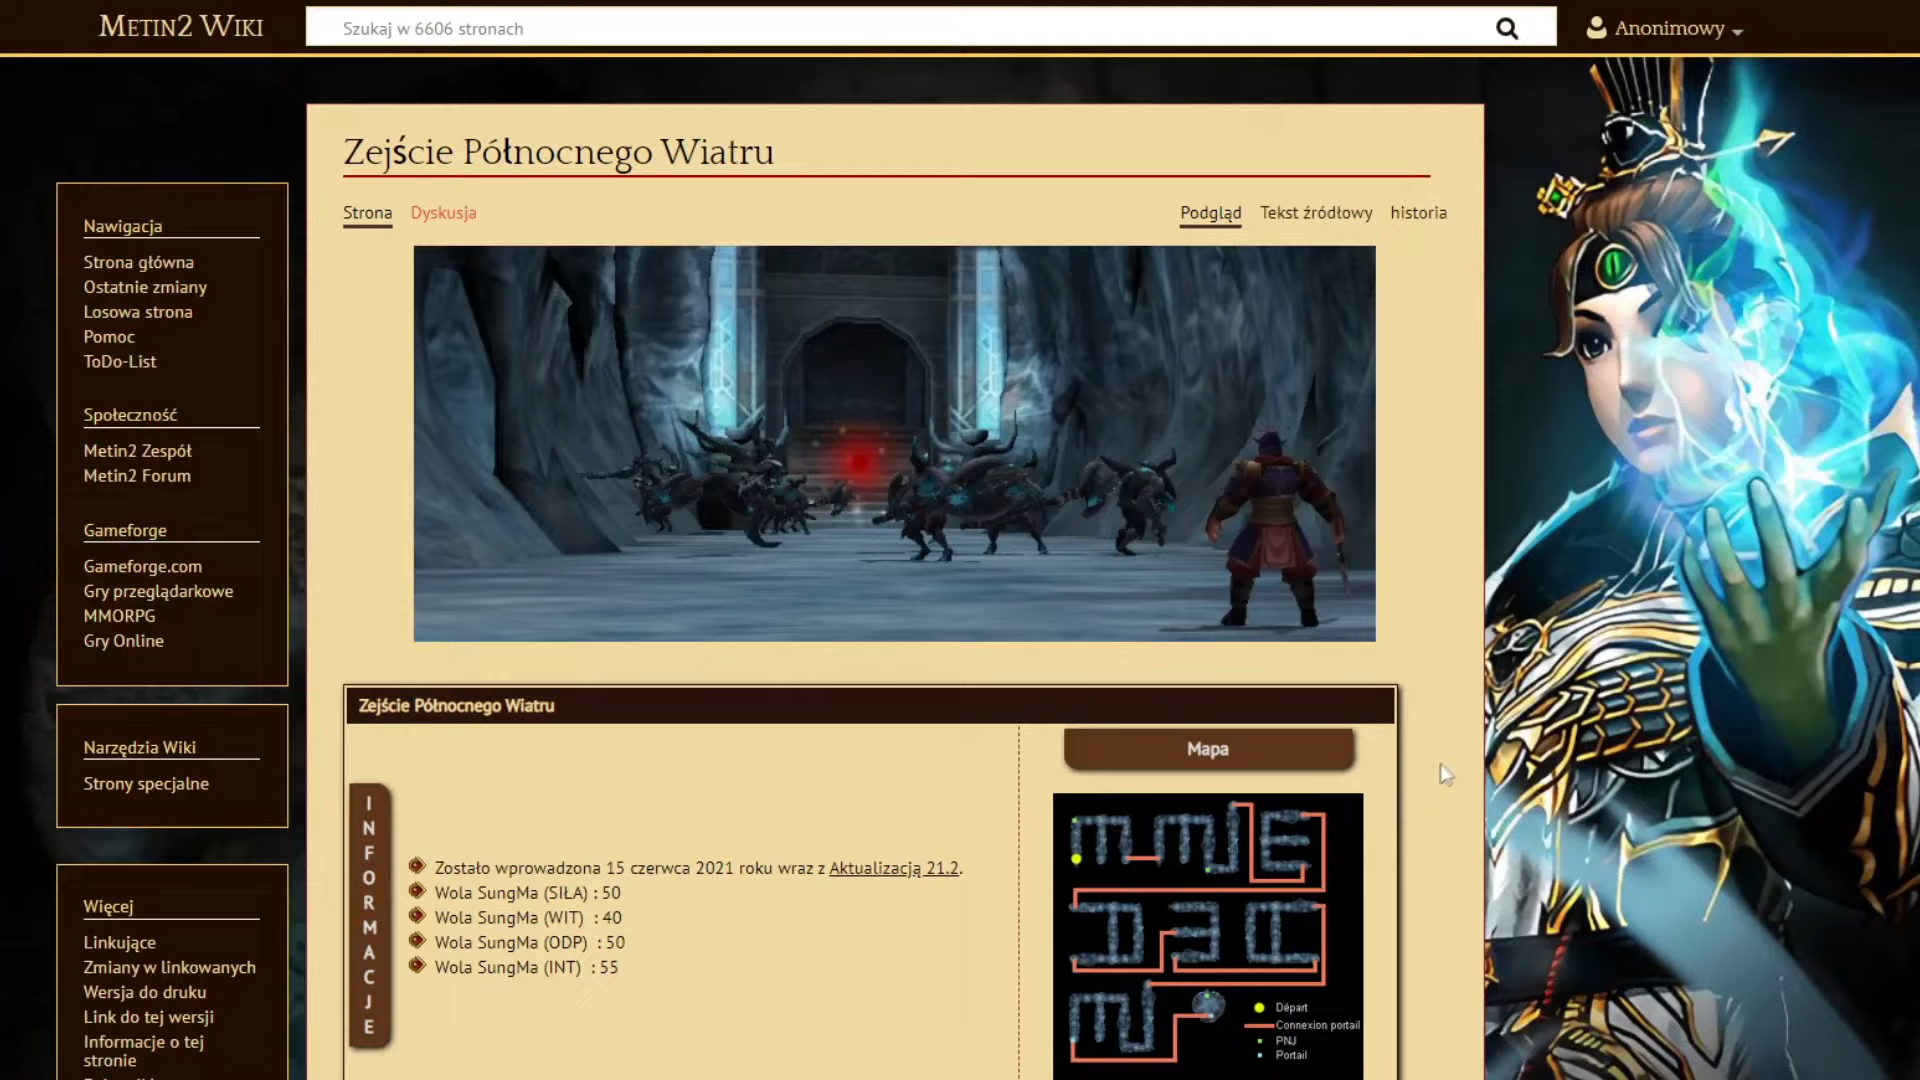 Metin2 Wiki
Szukaj w 6606 stronach
Anonimowy
Zejście Północnego Wiatru
Strona Dyskusja
Podgląd Tekst źródłowy historia
Nawigacja
Strona główna
Ostatnie zmiany
Losowa strona
Pomoc
ToDo-List
Społeczność
Metin2 Zespół
Metin2 Forum
Gameforge
Gameforge.com
Gry przeglądarkowe
MMORPG
Gry Online
Narzędzia Wiki
Strony specjalne
Więcej
Linkujące
Zmiany w linkowanych
Wersja do druku
Link do tej wersji
Informacje o tej
stronie
Zejście Północnego Wiatru
INFORMACJE
Zostało wprowadzona 15 czerwca 2021 roku wraz z Aktualizacją 21.2.
Wola SungMa (SIŁA) : 50
Wola SungMa (WIT) : 40
Wola SungMa (ODP) : 50
Wola SungMa (INT) : 55
Mapa
Départ
Connexion portail
PNJ
Portail